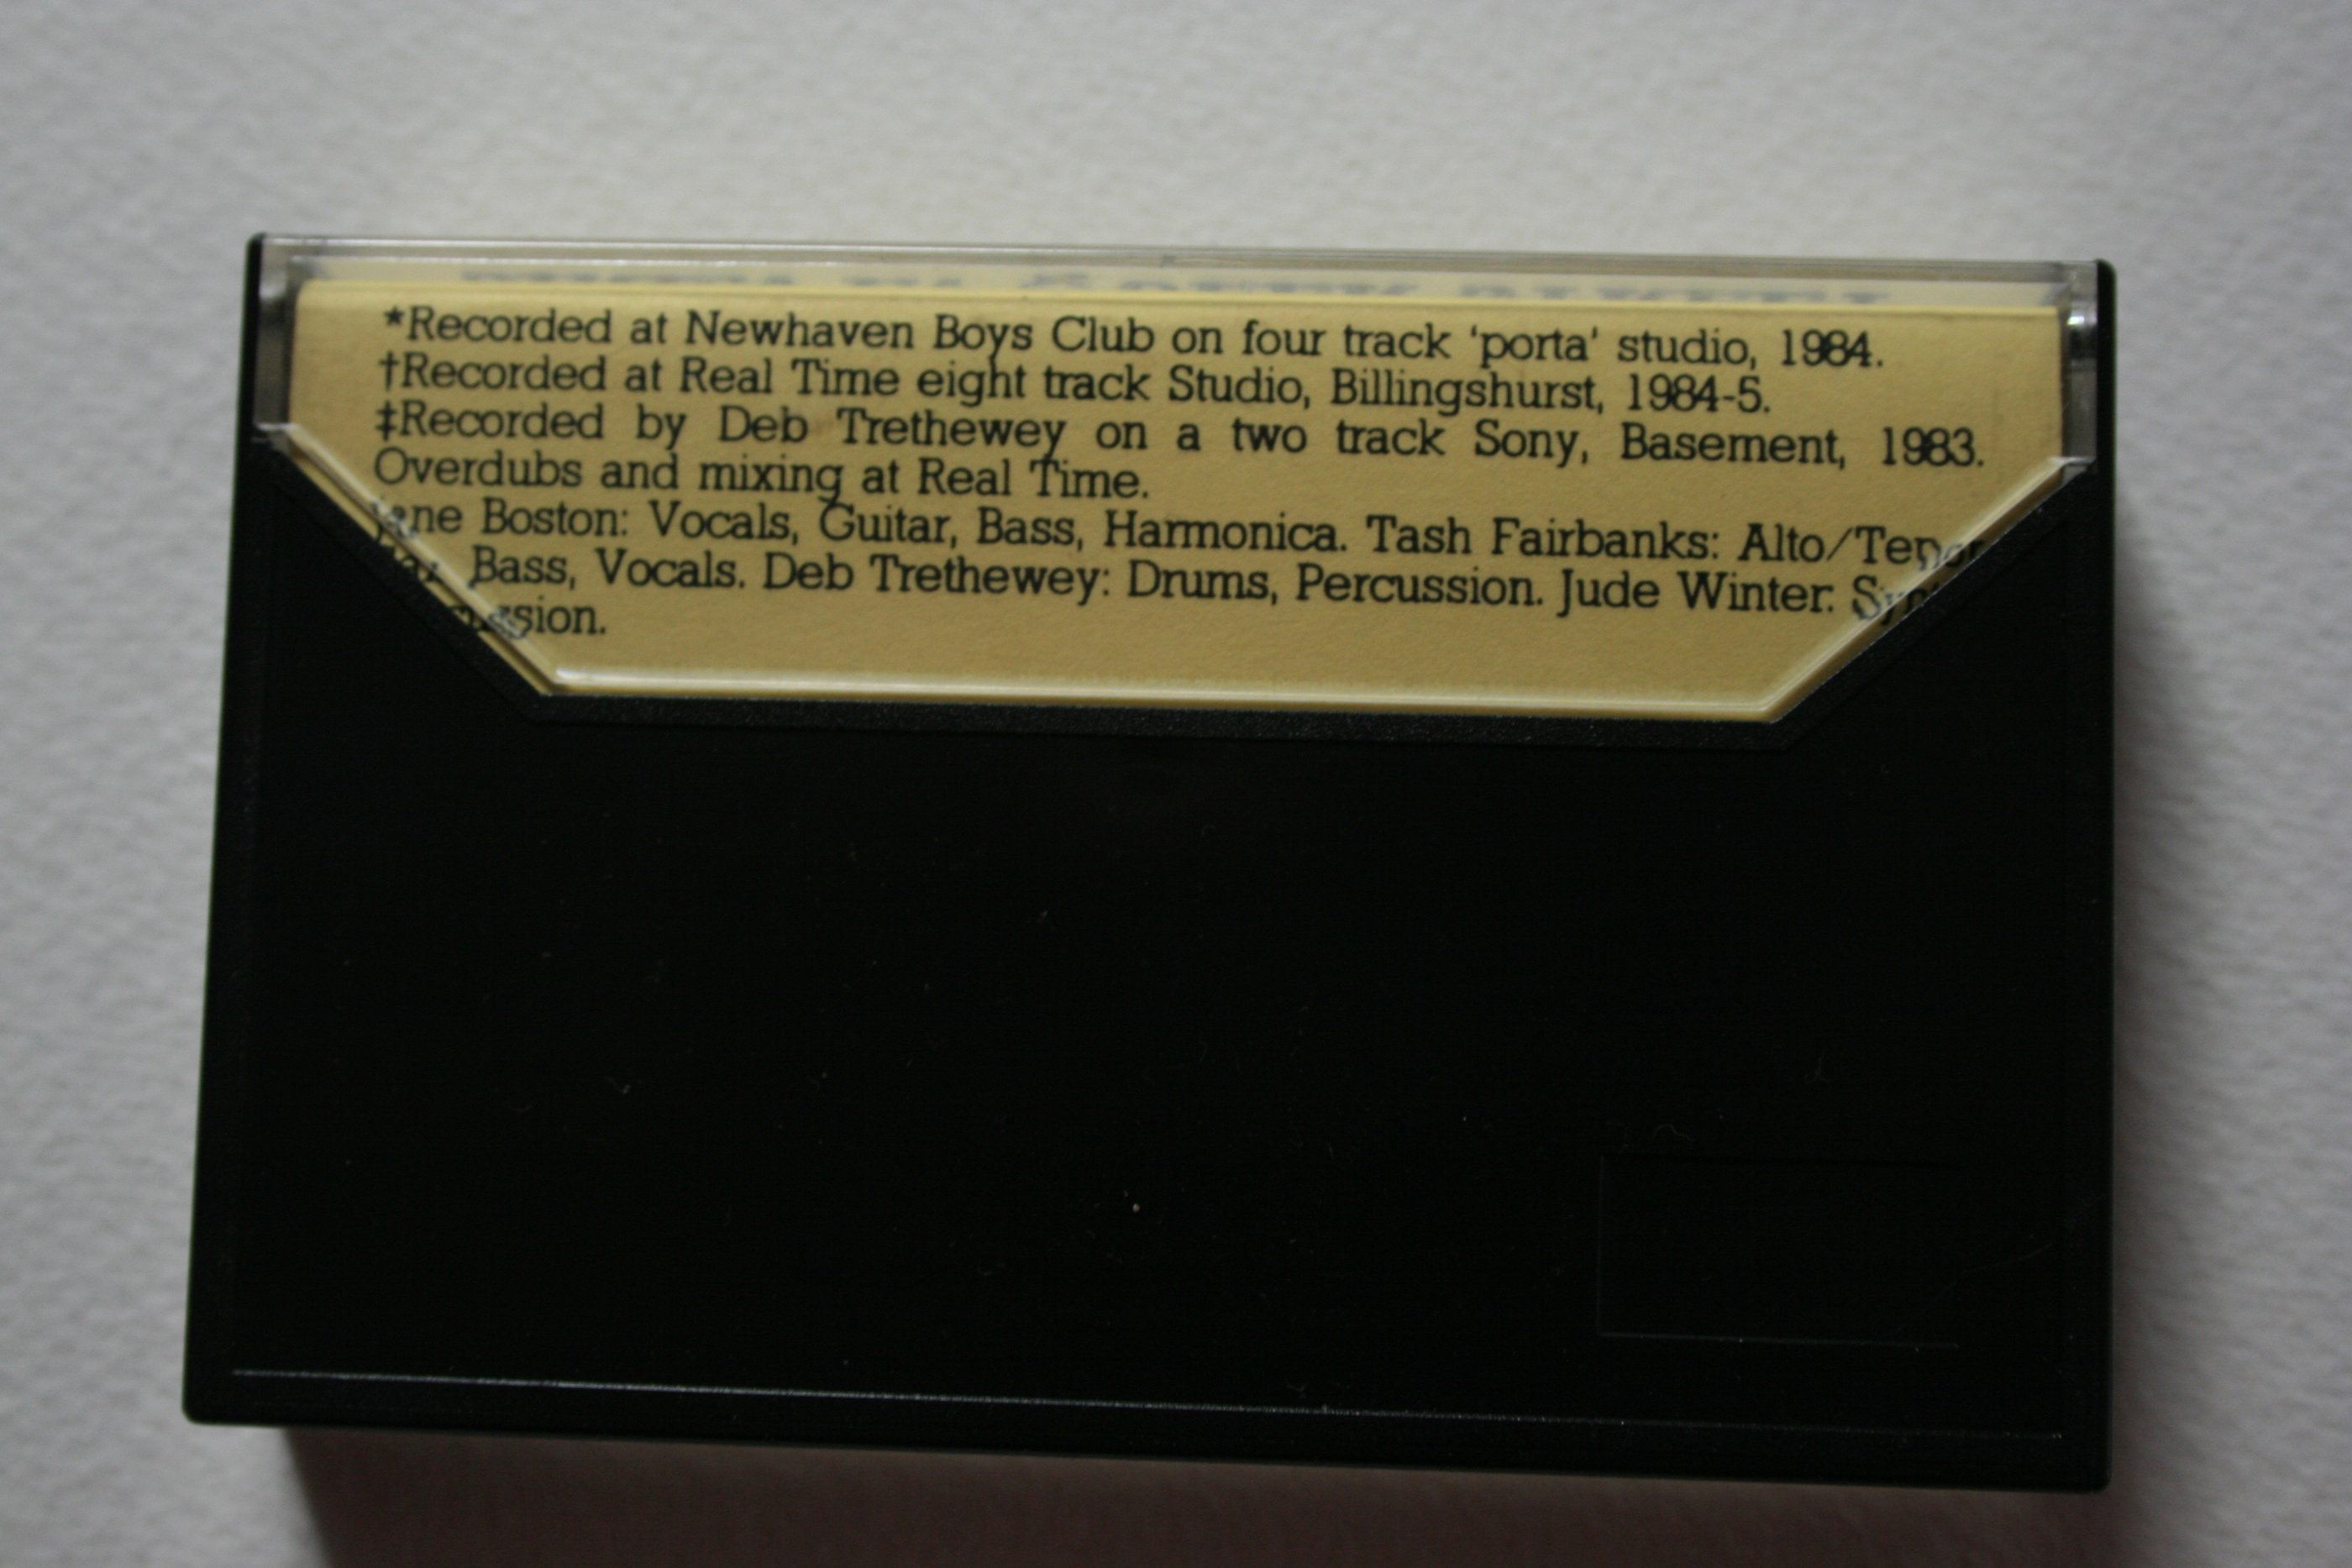 *Recorded at Newhaven Boys Club on four track 'porta' studio, 1984.
†Recorded at Real Time eight track Studio, Billingshurst, 1984-5.
‡Recorded by Deb Trethewey on a two track Sony, Basement, 1983.
Overdubs and mixing at Real Time.
Jane Boston: Vocals, Guitar, Bass, Harmonica. Tash Fairbanks: Alto/Tenor
Bass, Vocals. Deb Trethewey: Drums, Percussion. Jude Winter: